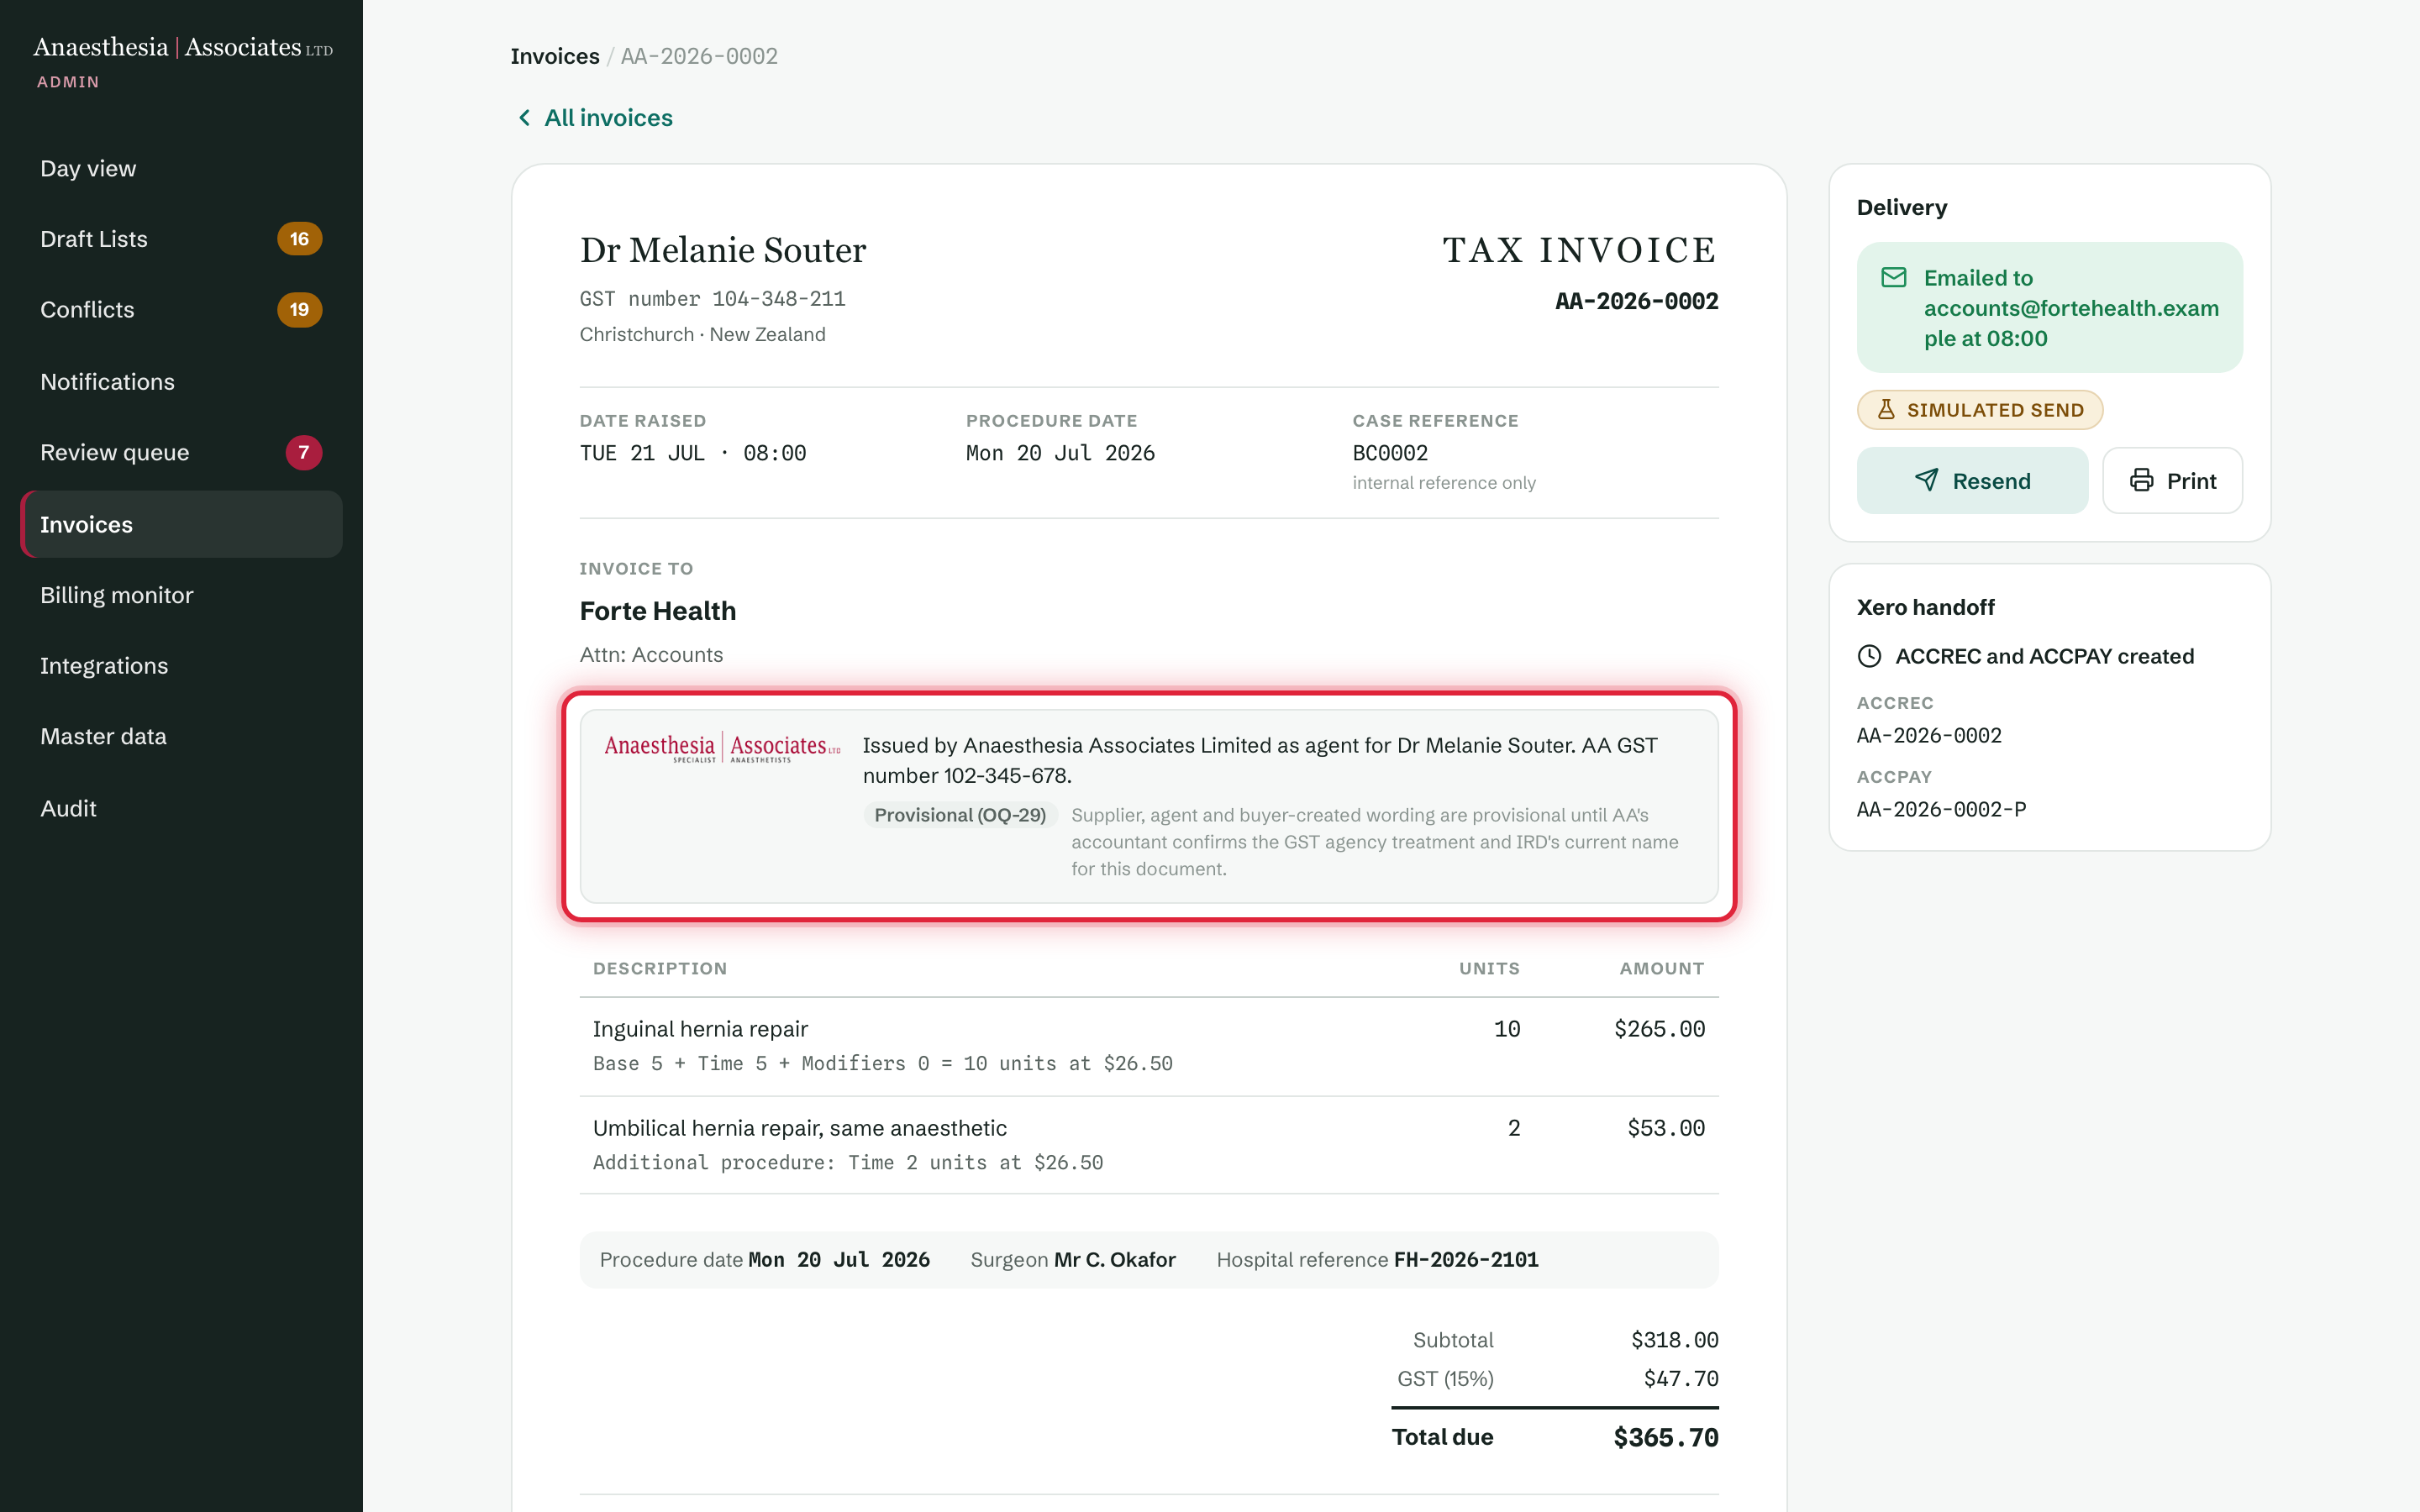 Anaesthesia | Associates LTD
ADMIN
Day view
Draft Lists 16
Conflicts 19
Notifications
Review queue 7
Invoices
Billing monitor
Integrations
Master data
Audit
Invoices / AA-2026-0002
All invoices
Dr Melanie Souter
TAX INVOICE
GST number 104-348-211
AA-2026-0002
Christchurch · New Zealand
DATE RAISED
TUE 21 JUL · 08:00
PROCEDURE DATE
Mon 20 Jul 2026
CASE REFERENCE
BC0002
internal reference only
INVOICE TO
Forte Health
Attn: Accounts
Anaesthesia | Associates LTD
SPECIALIST ANAESTHETISTS
Issued by Anaesthesia Associates Limited as agent for Dr Melanie Souter. AA GST
number 102-345-678.
Provisional (OQ-29)
Supplier, agent and buyer-created wording are provisional until AA's
accountant confirms the GST agency treatment and IRD's current name
for this document.
DESCRIPTION UNITS AMOUNT
Inguinal hernia repair 10 $265.00
Base 5 + Time 5 + Modifiers 0 = 10 units at $26.50
Umbilical hernia repair, same anaesthetic 2 $53.00
Additional procedure: Time 2 units at $26.50
Procedure date Mon 20 Jul 2026 Surgeon Mr C. Okafor Hospital reference FH-2026-2101
Subtotal $318.00
GST (15%) $47.70
Total due $365.70
Delivery
Emailed to
accounts@fortehealth.exam
ple at 08:00
SIMULATED SEND
Resend
Print
Xero handoff
ACCREC and ACCPAY created
ACCREC
AA-2026-0002
ACCPAY
AA-2026-0002-P